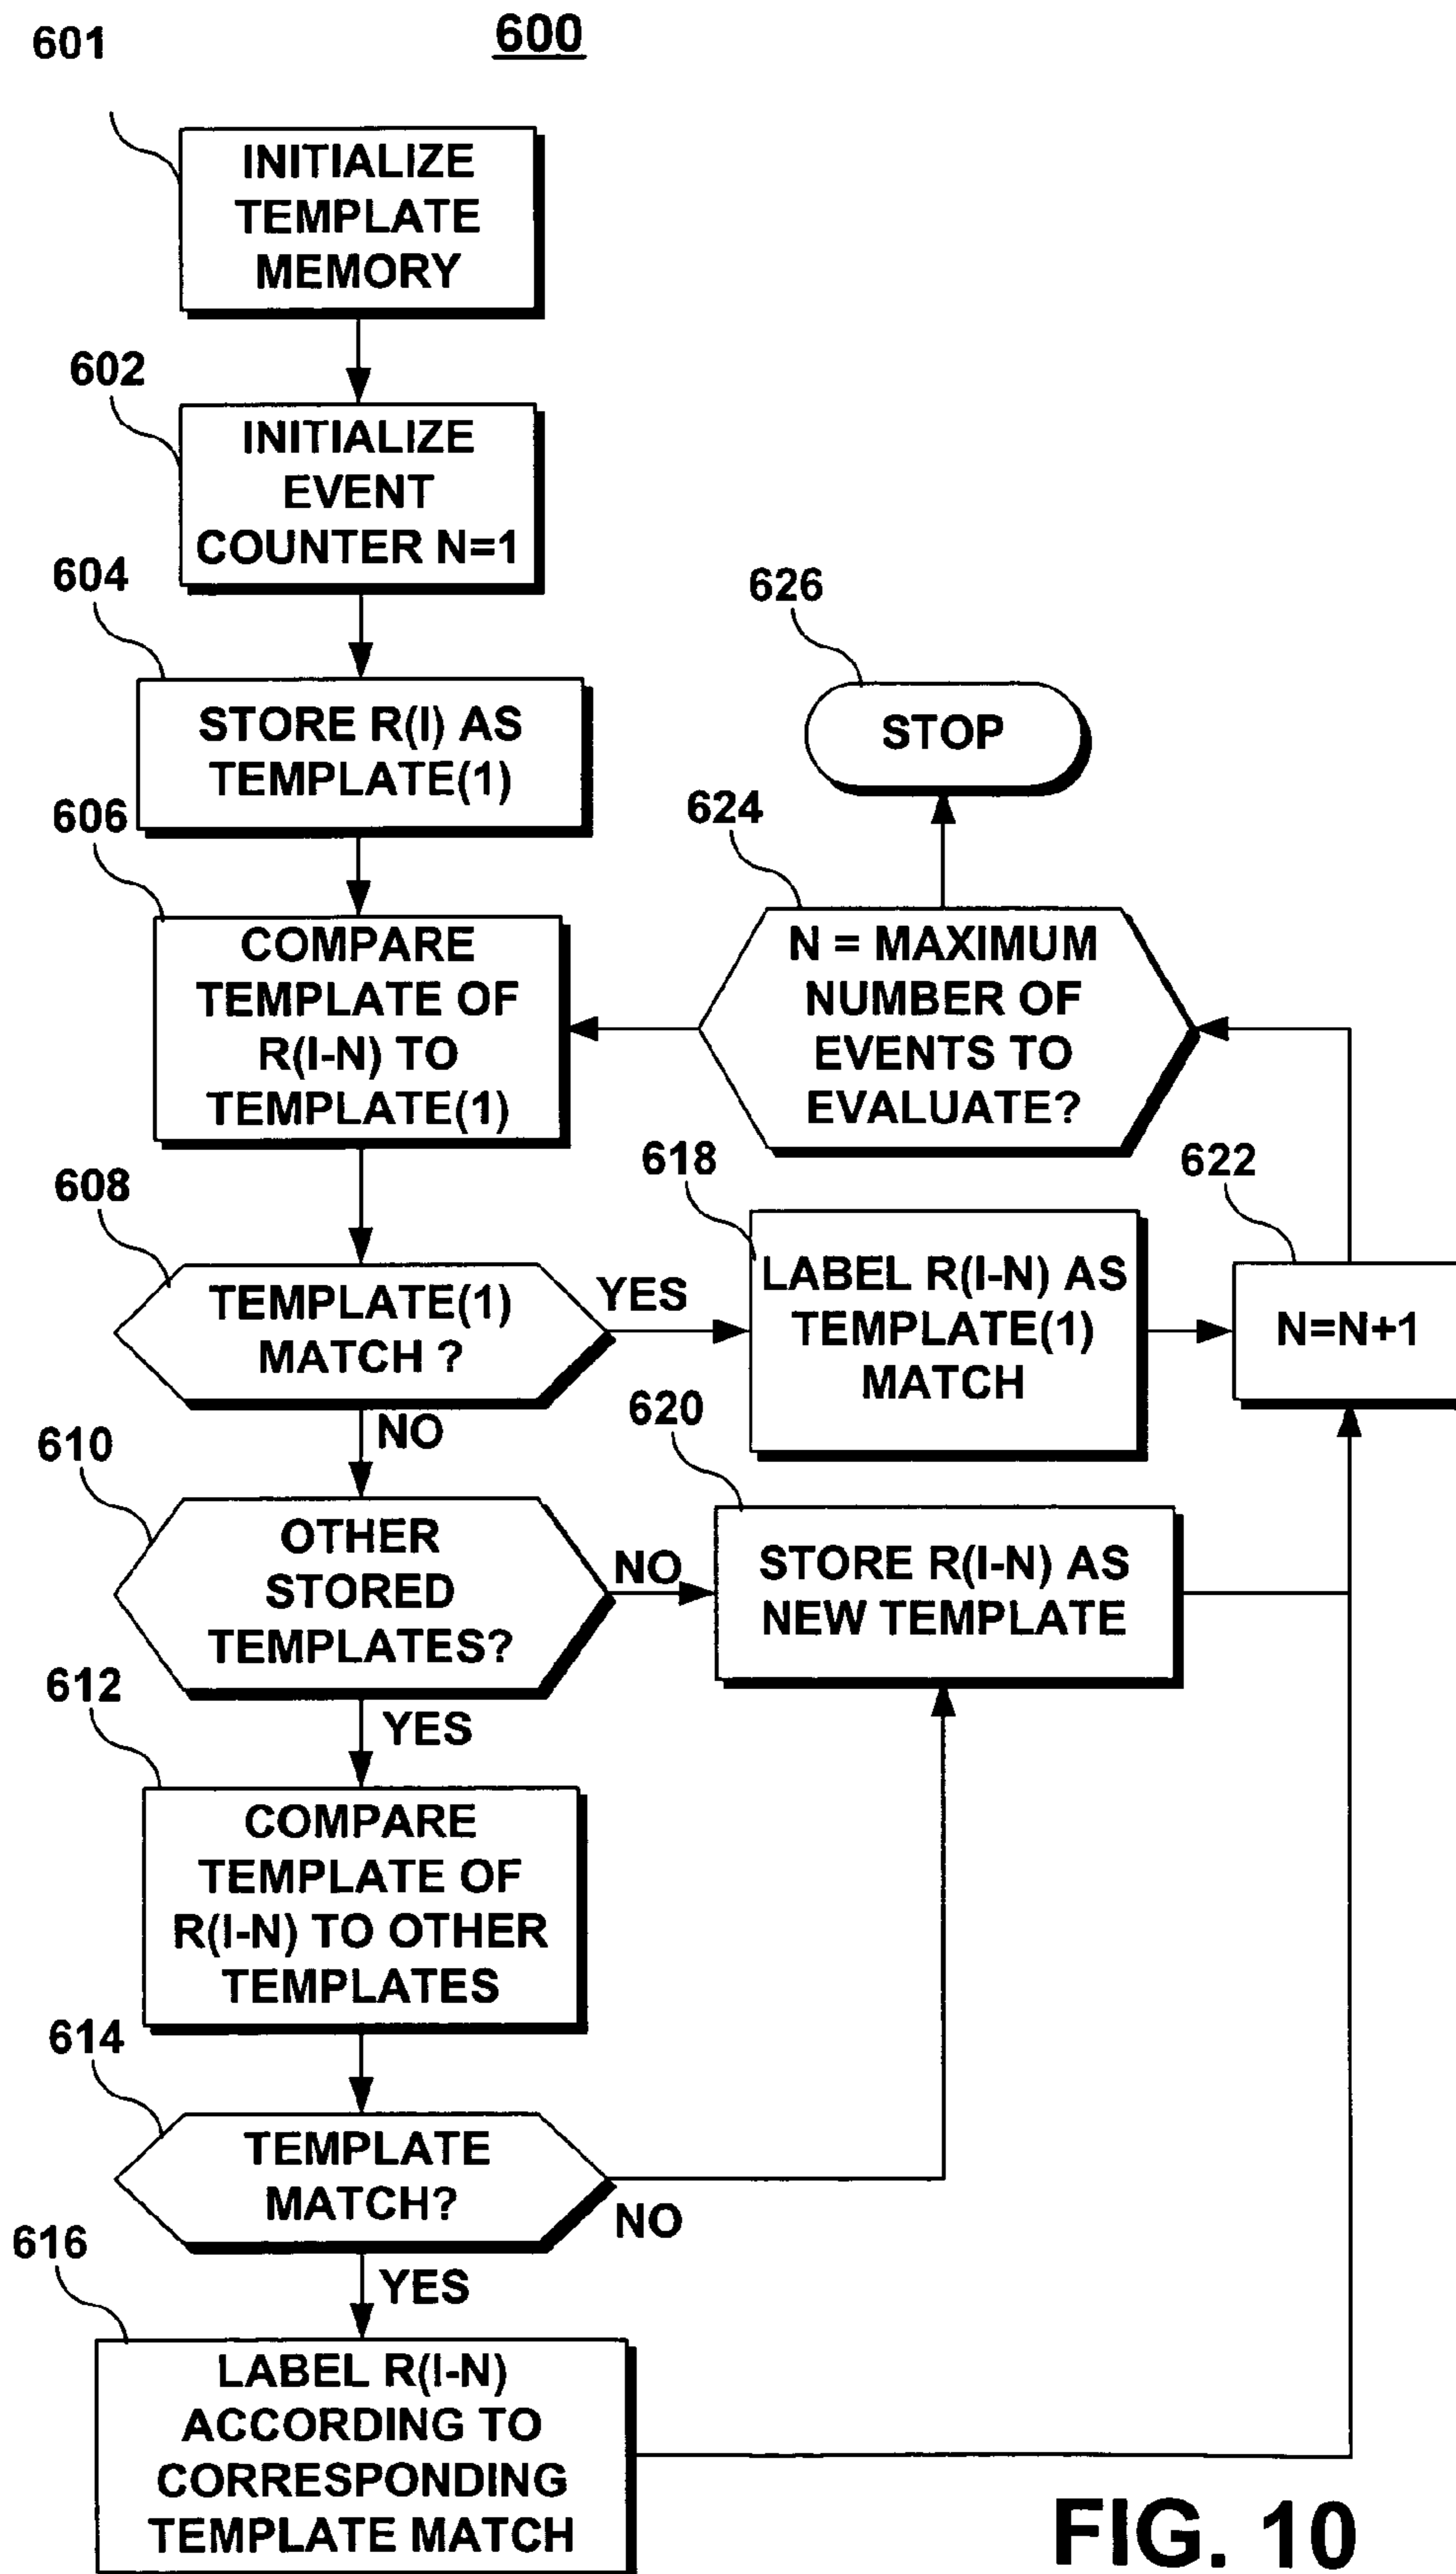 601
600
INITIALIZE
TEMPLATE
MEMORY
602
INITIALIZE
EVENT
COUNTER N=1
604
STORE R(I) AS
TEMPLATE(1)
626
STOP
606
COMPARE
TEMPLATE OF
R(I-N) TO
TEMPLATE(1)
624
N = MAXIMUM
NUMBER OF
EVENTS TO
EVALUATE?
608
TEMPLATE(1)
MATCH ?
YES
618
LABEL R(I-N) AS
TEMPLATE(1)
MATCH
622
N=N+1
NO
610
OTHER
STORED
TEMPLATES?
NO
620
STORE R(I-N) AS
NEW TEMPLATE
YES
612
COMPARE
TEMPLATE OF
R(I-N) TO OTHER
TEMPLATES
614
TEMPLATE
MATCH?
NO
YES
616
LABEL R(I-N)
ACCORDING TO
CORRESPONDING
TEMPLATE MATCH
FIG. 10